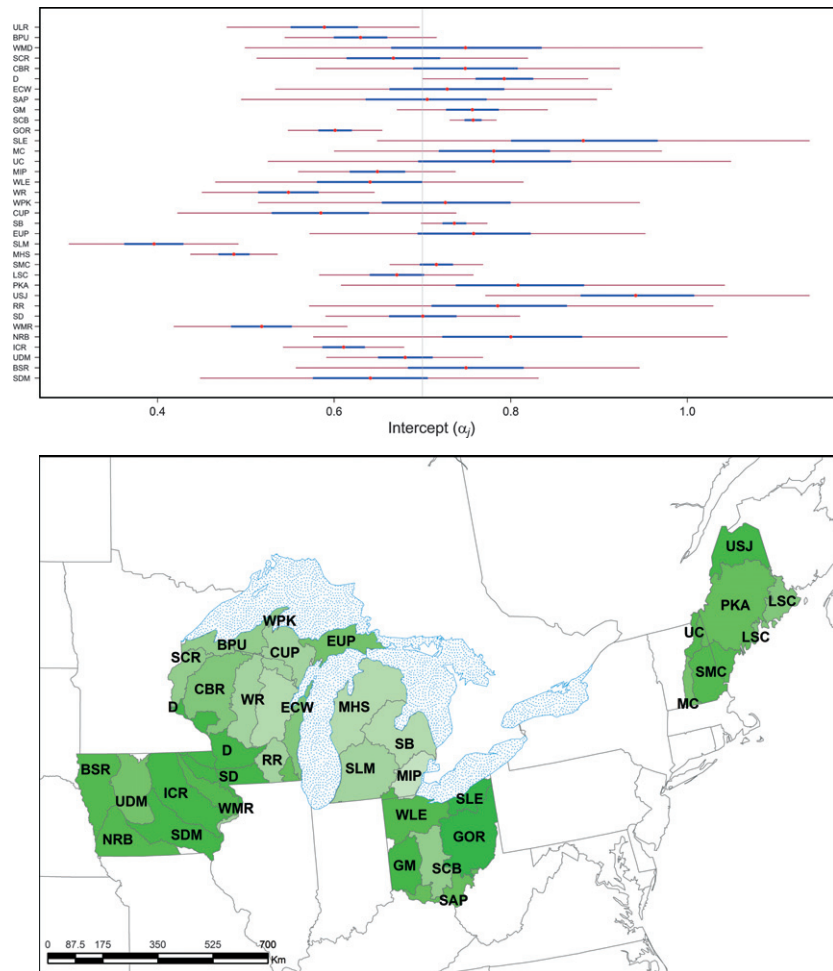 ULR
BPU
WMD
SCR
CBR
D
ECW
SAP
GM
SCB
GOR
SLE
MC
UC
MIP
WLE
WR
WPK
CUP
SB
EUP
SLM
MHS
SMC
LSC
PKA
USJ
RR
SD
WMR
NRB
ICR
UDM
BSR
SDM
0.4 0.6 0.8 1.0
Intercept (αj)
USJ
PKA LSC
WPK
BPU EUP UC LSC
CUP
SCR SMC
CBR WR ECW MHS MC
D
SB
D
RR SLM MIP
BSR SD
ICR SLE
UDM WMR WLE
GOR
NRB SDM
GM SCB
SAP
0 87.5 175 350 525 700
Km